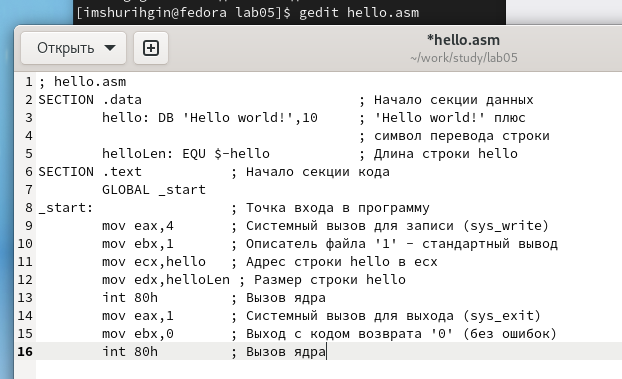 [imshurihgin@fedora lab05]$ gedit hello.asm
Открыть
*hello.asm
~/work/study/lab05
1 ; hello.asm
2 SECTION .data ; Начало секции данных
3 hello: DB 'Hello world!',10 ; 'Hello world!' плюс
4 ; символ перевода строки
5 helloLen: EQU $-hello ; Длина строки hello
6 SECTION .text ; Начало секции кода
7 GLOBAL _start
8 _start: ; Точка входа в программу
9 mov eax,4 ; Системный вызов для записи (sys_write)
10 mov ebx,1 ; Описатель файла '1' - стандартный вывод
11 mov ecx,hello ; Адрес строки hello в ecx
12 mov edx,helloLen ; Размер строки hello
13 int 80h ; Вызов ядра
14 mov eax,1 ; Системный вызов для выхода (sys_exit)
15 mov ebx,0 ; Выход с кодом возврата '0' (без ошибок)
16 int 80h ; Вызов ядра